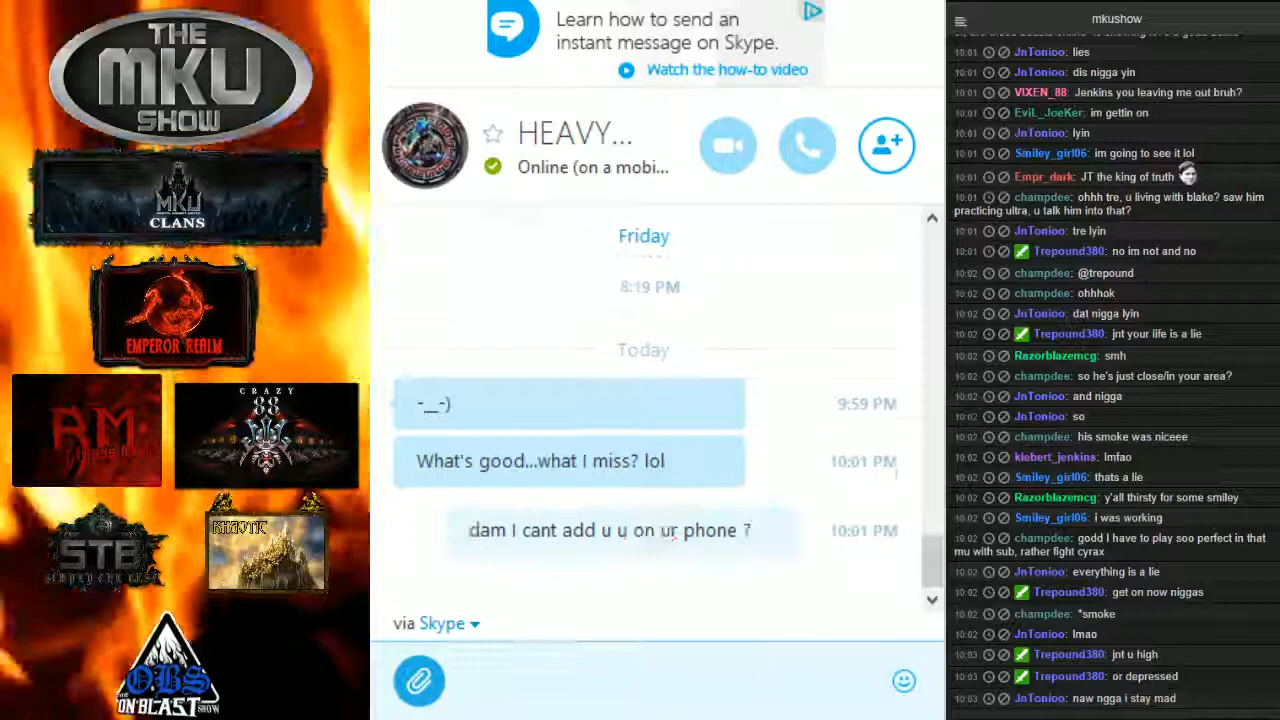 THE
MKU
SHOW
MKU
CLANS
EMPEROR REALM
RM
CRAZY
88
STB
SIMPLY THE BEST
KHAOTIC
OBS
THE
ON BLAST
SHOW
Learn how to send an
instant message on Skype.
Watch the how-to video
HEAVY...
Online (on a mobi...
Friday
8:19 PM
Today
-__-)
9:59 PM
What's good...what I miss? lol
10:01 PM
dam I cant add u u on ur phone ?
10:01 PM
via Skype
mkushow
10:01 JnTonioo: lies
10:01 JnTonioo: dis nigga yin
10:01 VIXEN_88: Jenkins you leaving me out bruh?
10:01 EviL_JoeKer: im gettin on
10:01 JnTonioo: lyin
10:01 Smiley_girl06: im going to see it lol
10:01 Empr_dark: JT the king of truth
10:01 champdee: ohhh tre, u living with blake? saw him
practicing ultra, u talk him into that?
10:01 JnTonioo: tre lyin
10:01 Trepound380: no im not and no
10:02 champdee: @trepound
10:02 champdee: ohhhok
10:02 JnTonioo: dat nigga lyin
10:02 Trepound380: jnt your life is a lie
10:02 Razorblazemcg: smh
10:02 champdee: so he's just close/in your area?
10:02 JnTonioo: and nigga
10:02 JnTonioo: so
10:02 champdee: his smoke was niceee
10:02 klebert_jenkins: lmfao
10:02 Smiley_girl06: thats a lie
10:02 Razorblazemcg: y'all thirsty for some smiley
10:02 Smiley_girl06: i was working
10:02 champdee: godd I have to play soo perfect in that
mu with sub, rather fight cyrax
10:02 JnTonioo: everything is a lie
10:02 Trepound380: get on now niggas
10:02 champdee: *smoke
10:02 JnTonioo: lmao
10:03 Trepound380: jnt u high
10:03 Trepound380: or depressed
10:03 JnTonioo: naw ngga i stay mad